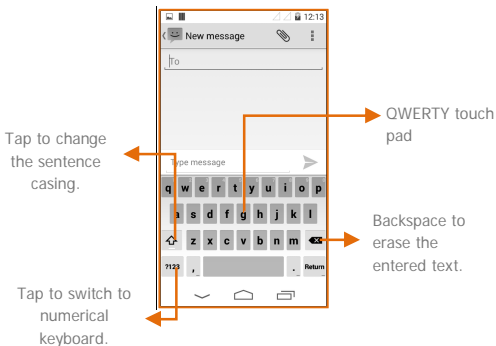 12:13
New message
To
QWERTY touch
pad
Tap to change
the sentence
casing.
Type message
q w e r t y u i o p
a s d f g h j k l
z x c v b n m
Backspace to
erase the
entered text.
?123 , . Return
Tap to switch to
numerical
keyboard.